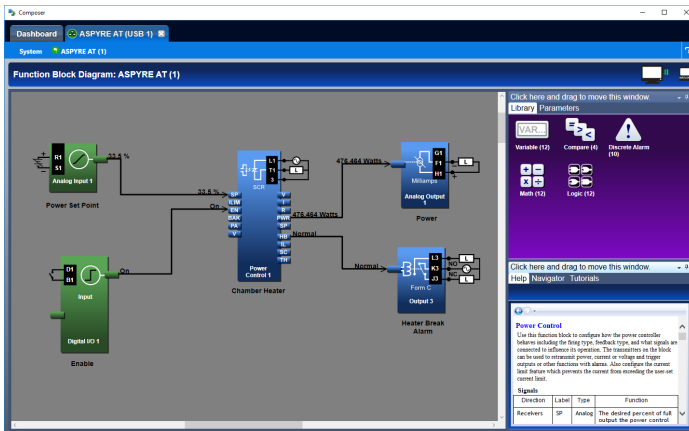 Composer
Dashboard
ASPYRE AT (USB 1)
System
ASPYRE AT (1)
Function Block Diagram: ASPYRE AT (1)
R1
S1
Analog Input 1
Power Set Point
33.5 %
D1
B1
Input
Digital I/O 1
Enable
On
33.5 %
On
SCR
L1
T1
3
L
SP
ILIM
EN
BAK
PA
V
V
I
R
PWR
SP
HB
IL
SC
TH
Power
Control 1
Chamber Heater
476.464 Watts
Normal
476.464 Watts
G1
F1
H1
L
+
-
Milliamps
Analog Output
1
Power
Normal
L3
K3
J3
L
NO
NC
L
Form C
Output 3
Heater Break
Alarm
Click here and drag to move this window.
Library Parameters
VAR...
Variable (12)
Compare (4)
Discrete Alarm
(10)
Math (12)
Logic (12)
Click here and drag to move this window.
Help Navigator Tutorials
Power Control
Use this function block to configure how the power controller
behaves including the firing type, feedback type, and what signals are
connected to influence its operation. The transmitters on the block
can be used to retransmit power, current or voltage and trigger
outputs or other functions with alarms. Also configure the current
limit feature which prevents the current from exceeding the user-set
current limit.
Signals
Direction Label Type Function
Receivers SP Analog The desired percent of full
output the power control